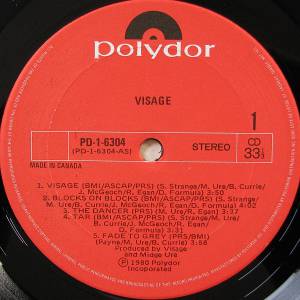 polydor
VISAGE
PD-1-6304
(PD-1-6304-AS)
STEREO
1
CD
33⅓
MADE IN CANADA
1. VISAGE (BMI/ASCAP/PRS) (S. Strange/M. Ure/B. Currie/
J. McGeoch/R. Egan/D. Formula) 3:50
2. BLOCKS ON BLOCKS (BMI/ASCAP/PRS) (S. Strange/
M. Ure/B. Currie/J. McGeoch/R. Egan/D. Formula) 4:02
3. THE DANCER (PRS) (M. Ure/R. Egan) 3:37
4. TAR (BMI/ASCAP/PRS) (S. Strange/M. Ure/
B. Currie/J. McGeoch/R. Egan/
D. Formula) 3:32
5. FADE TO GREY (PRS/BMI)
(Payne/M. Ure/B. Currie) 3:56
Produced by Visage
and Midge Ure
℗ 1980 Polydor
Incorporated